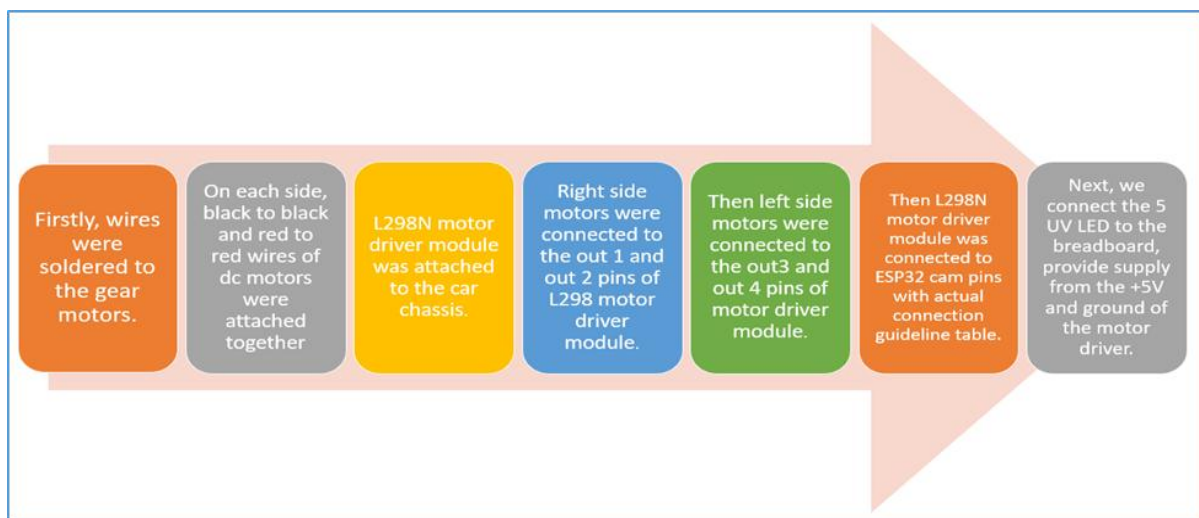 Firstly, wires
were
soldered to
the gear
motors.
On each side,
black to black
and red to
red wires of
dc motors
were
attached
together
L298N motor
driver module
was attached
to the car
chassis.
Right side
motors were
connected to
the out 1 and
out 2 pins of
L298 motor
driver
module.
Then left side
motors were
connected to
the out3 and
out 4 pins of
motor driver
module.
Then L298N
motor driver
module was
connected to
ESP32 cam pins
with actual
connection
guideline table.
Next, we
connect the 5
UV LED to the
breadboard,
provide supply
from the +5V
and ground of
the motor
driver.